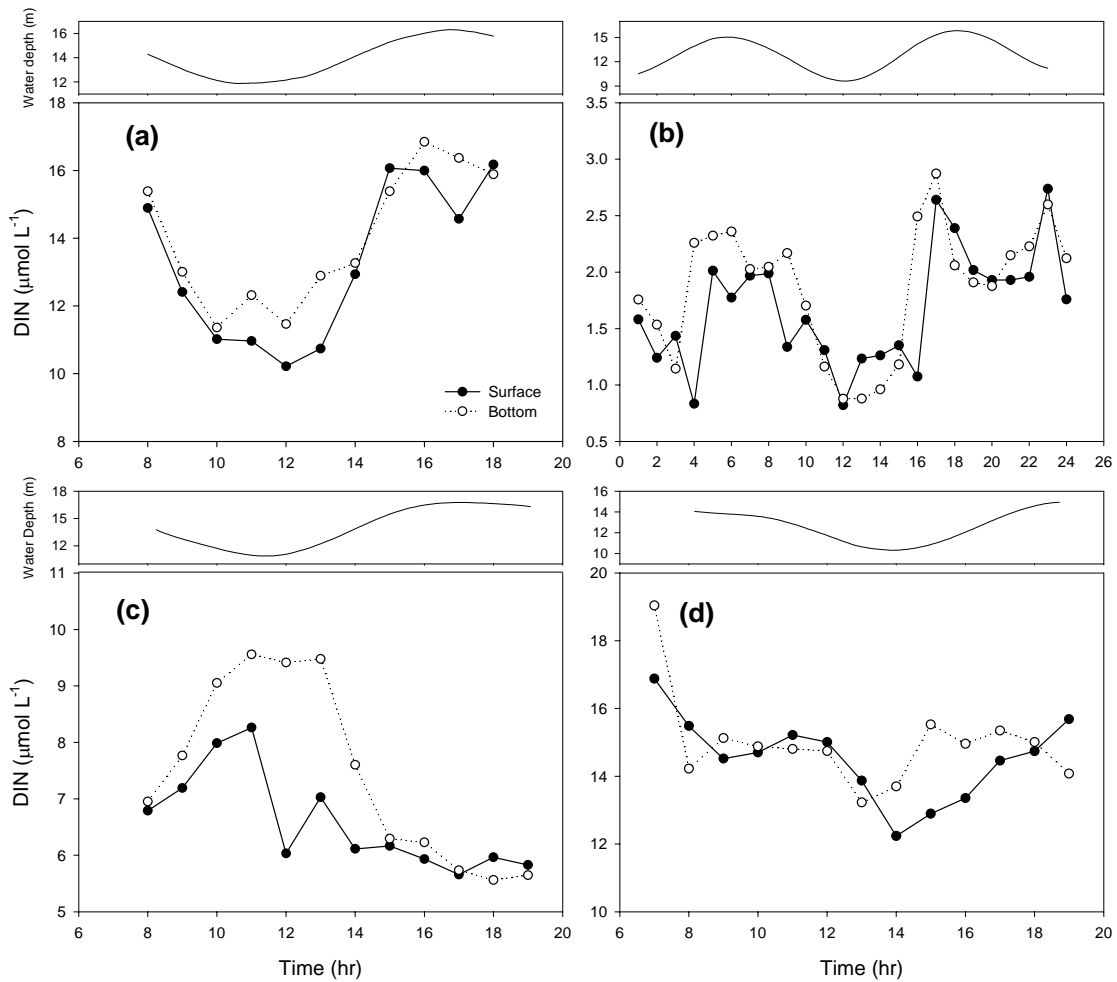 Water depth (m)
16
14
12
15
12
9
18
16
14
12
10
8
DIN (µmol L-1)
(a)
Surface
Bottom
6 8 10 12 14 16 18 20
3.5
3.0
2.5
2.0
1.5
1.0
0.5
(b)
0 2 4 6 8 10 12 14 16 18 20 22 24 26
Water Depth (m)
18
15
12
16
14
12
10
11
10
9
8
7
6
5
DIN (µmol L-1)
(c)
6 8 10 12 14 16 18 20
Time (hr)
20
18
16
14
12
10
(d)
6 8 10 12 14 16 18 20
Time (hr)